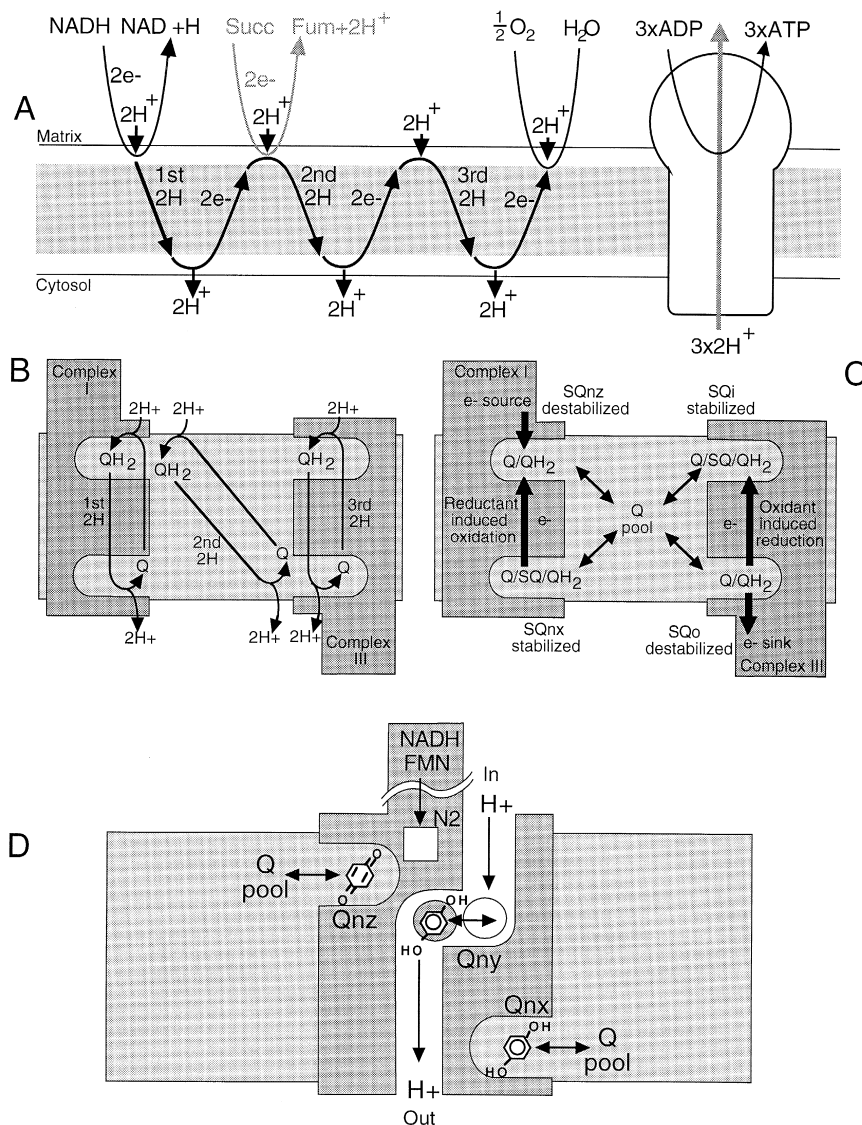 NADH NAD +H Succ Fum+2H+ ½O2 H2O 3xADP 3xATP
2e- 2e-
A
2H+ 2H+ 2H+ 2H+
Matrix
1st 2nd 3rd
2H 2e- 2H 2e- 2H 2e-
Cytosol
2H+ 2H+ 2H+
3x2H+
B
Complex
I
2H+ 2H+ 2H+
QH2 QH2 QH2
1st
2H
3rd
2H
2nd
2H
Q Q Q
2H+ 2H+ 2H+
Complex
III
C
Complex I
e- source
SQnz
destabilized
SQi
stabilized
Q/QH2 Q/SQ/QH2
Reductant
induced
oxidation
e-
Q
pool
e-
Oxidant
induced
reduction
Q/SQ/QH2 Q/QH2
SQnx
stabilized
SQo
destabilized
e- sink
Complex III
D
NADH
FMN
In
H+
N2
Q
pool
O
O
Qnz
OH
HO
Qny
Qnx
OH
HO
Q
pool
H+
Out